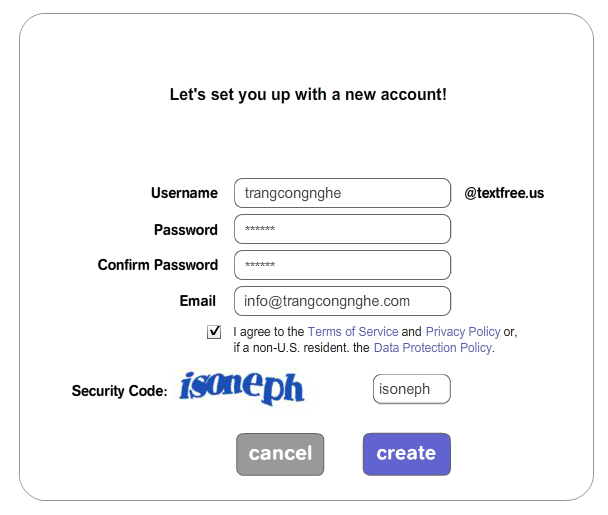 Let's set you up with a new account!
Username trangcongnghe @textfree.us
Password ******
Confirm Password ******
Email info@trangcongnghe.com
I agree to the Terms of Service and Privacy Policy or,
if a non-U.S. resident. the Data Protection Policy.
Security Code: isoneph isoneph
cancel create